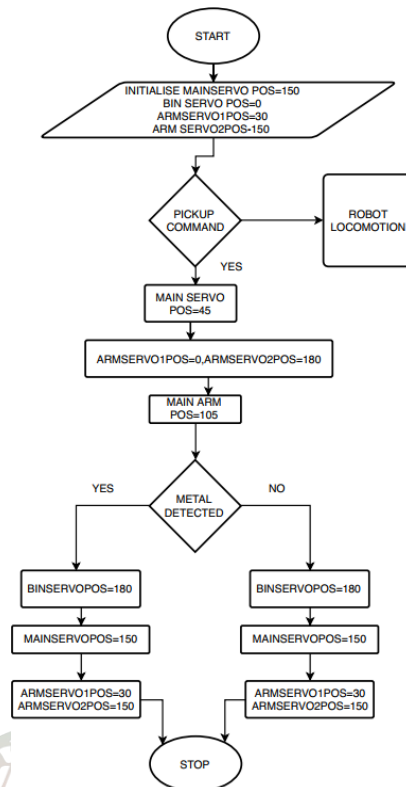 START
INITIALISE MAINSERVO POS=150
BIN SERVO POS=0
ARMSERVO1POS=30
ARM SERVO2POS-150
PICKUP
COMMAND
ROBOT
LOCOMOTION
YES
MAIN SERVO
POS=45
ARMSERVO1POS=0,ARMSERVO2POS=180
MAIN ARM
POS=105
YES
METAL
DETECTED
NO
BINSERVOPOS=180
BINSERVOPOS=180
MAINSERVOPOS=150
MAINSERVOPOS=150
ARMSERVO1POS=30
ARMSERVO2POS=150
ARMSERVO1POS=30
ARMSERVO2POS=150
STOP